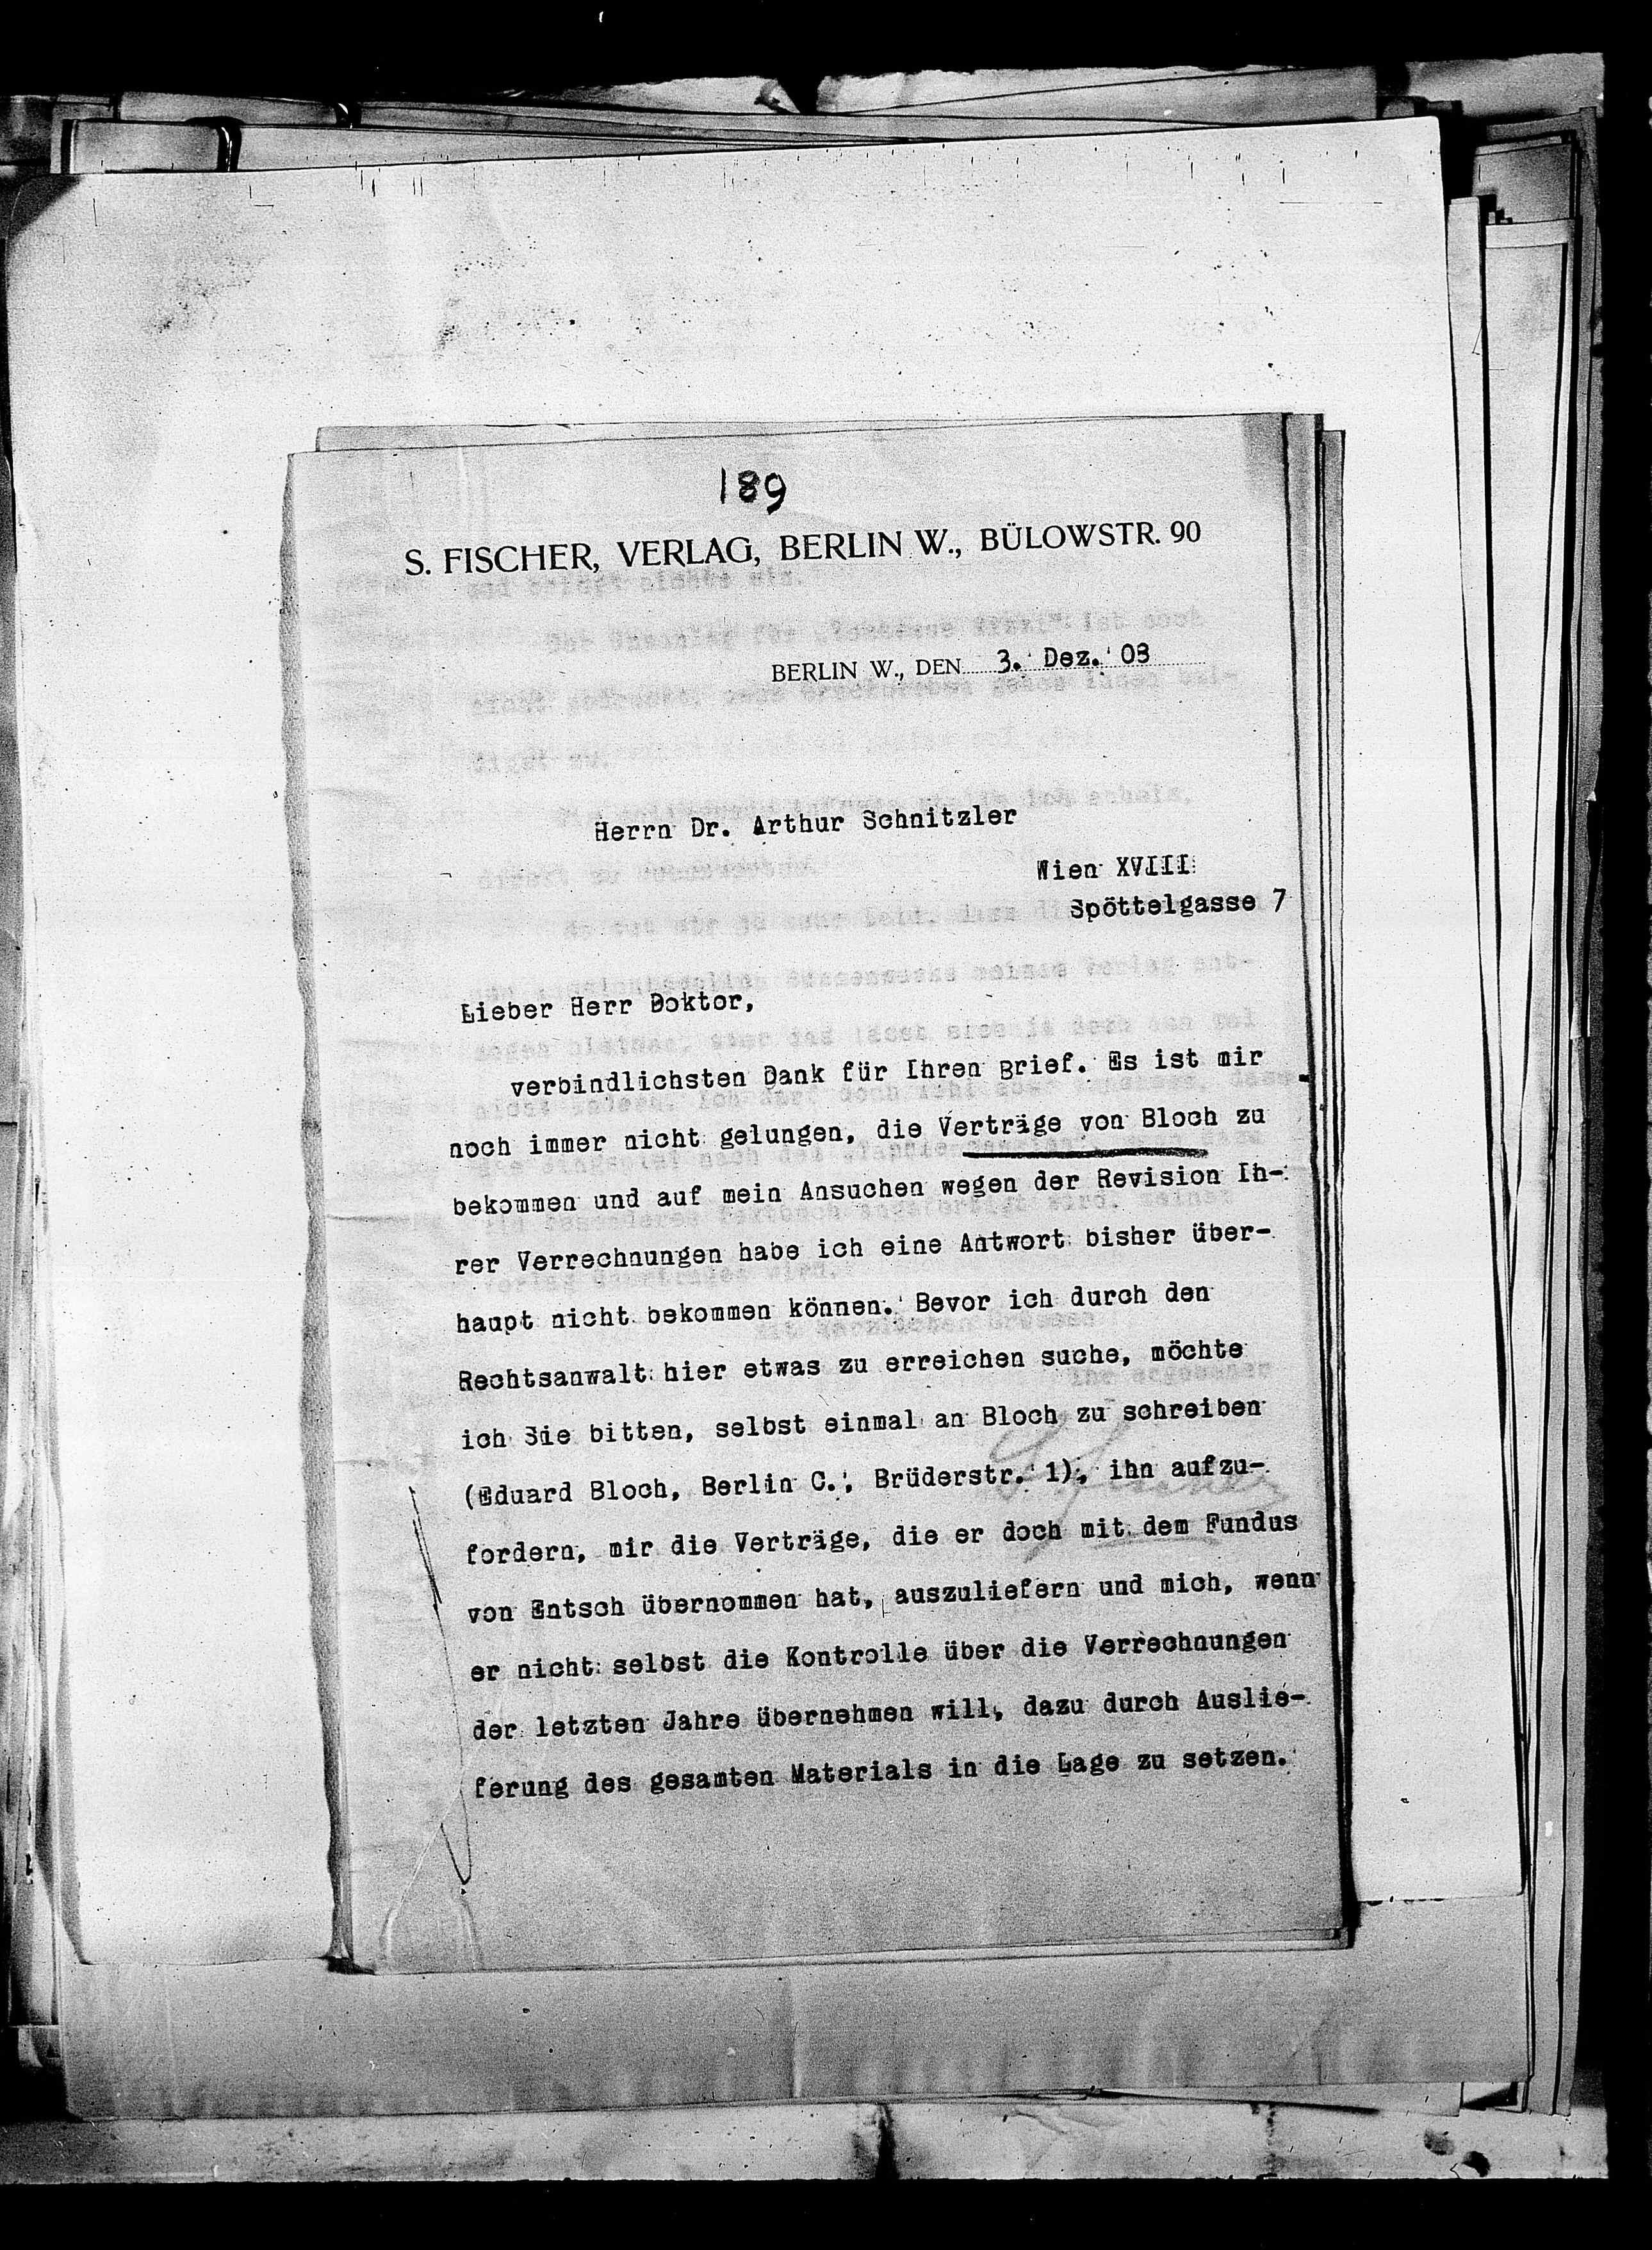 189
S. FISCHER, VERLAG, BERLIN W., BÜLOWSTR. 90
BERLIN W., DEN 3. Dez. 03
Herrn Dr. Arthur Schnitzler
Wien XVIII
Spöttelgasse 7
Lieber Herr Doktor,
verbindlichsten Dank für Ihren Brief. Es ist mir
noch immer nicht gelungen, die Verträge von Bloch zu
bekommen und auf mein Ansuchen wegen der Revision Ih-
rer Verrechnungen habe ich eine Antwort bisher über-
haupt nicht bekommen können. Bevor ich durch den
Rechtsanwalt hier etwas zu erreichen suche, möchte
ich Sie bitten, selbst einmal an Bloch zu schreiben
(Eduard Bloch, Berlin C., Brüderstr. 1), ihn aufzu-
fordern, mir die Verträge, die er doch mit dem Fundus
von Entsch übernommen hat, auszuliefern und mich, wenn
er nicht selbst die Kontrolle über die Verrechnungen
der letzten Jahre übernehmen will, dazu durch Auslie-
ferung des gesamten Materials in die Lage zu setzen.